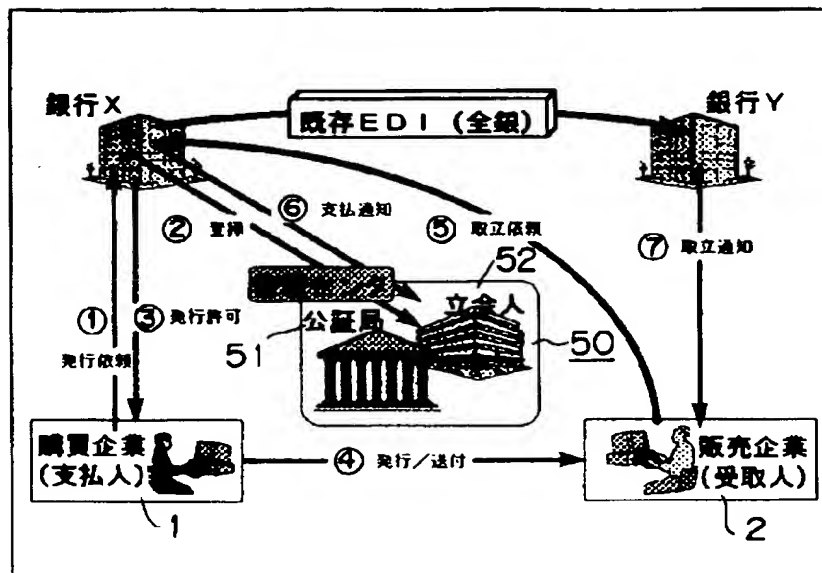 銀行X
既存EDI (全銀)
銀行Y
⑥ 支払通知
② 登録
⑤ 取立依頼
⑦ 取立通知
52
立会人
① 
③ 発行許可
公証局
51
50
発行依頼
購買企業
(支払人)
④ 発行/送付
販売企業
(受取人)
1
2